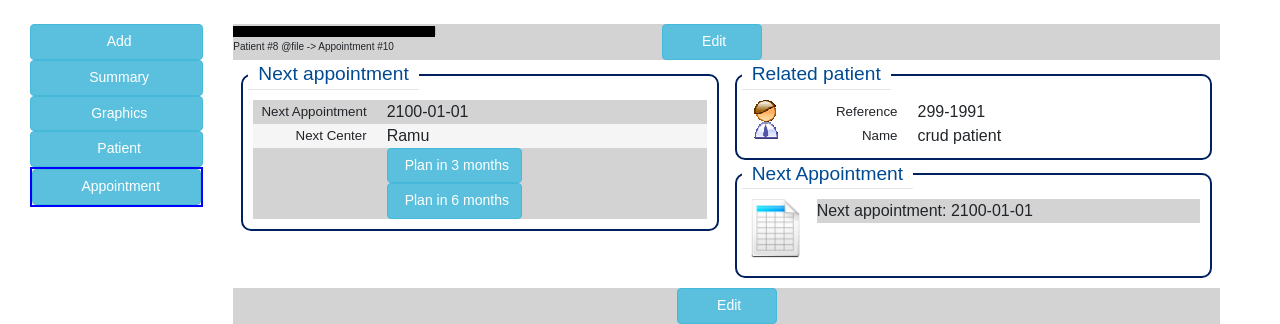 Add
Summary
Graphics
Patient
Appointment
Patient #8 @file -> Appointment #10
Edit
Next appointment
Next Appointment 2100-01-01
Next Center Ramu
Plan in 3 months
Plan in 6 months
Related patient
Reference 299-1991
Name crud patient
Next Appointment
Next appointment: 2100-01-01
Edit